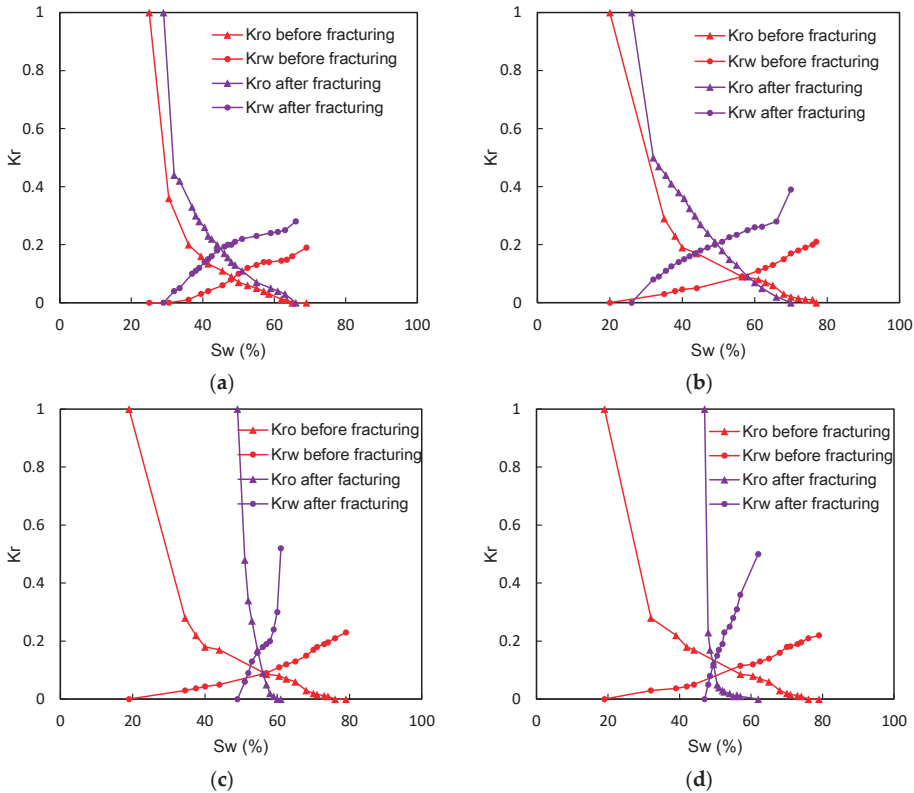 1
Kro before fracturing
Krw before fracturing
Kro after fracturing
Krw after fracturing
0.8
0.6
Kr
0.4
0.2
0
0 20 40 60 80 100
Sw (%)
(a)
1
Kro before fracturing
Krw before fracturing
Kro after fracturing
Krw after fracturing
0.8
0.6
Kr
0.4
0.2
0
0 20 40 60 80 100
Sw (%)
(b)
1
Kro before fracturing
Krw before fracturing
Kro after facturing
Krw after fracturing
0.8
0.6
Kr
0.4
0.2
0
0 20 40 60 80 100
Sw (%)
(c)
1
Kro before fracturing
Krw before fracturing
Kro after fracturing
Krw after fracturing
0.8
0.6
Kr
0.4
0.2
0
0 20 40 60 80 100
Sw (%)
(d)